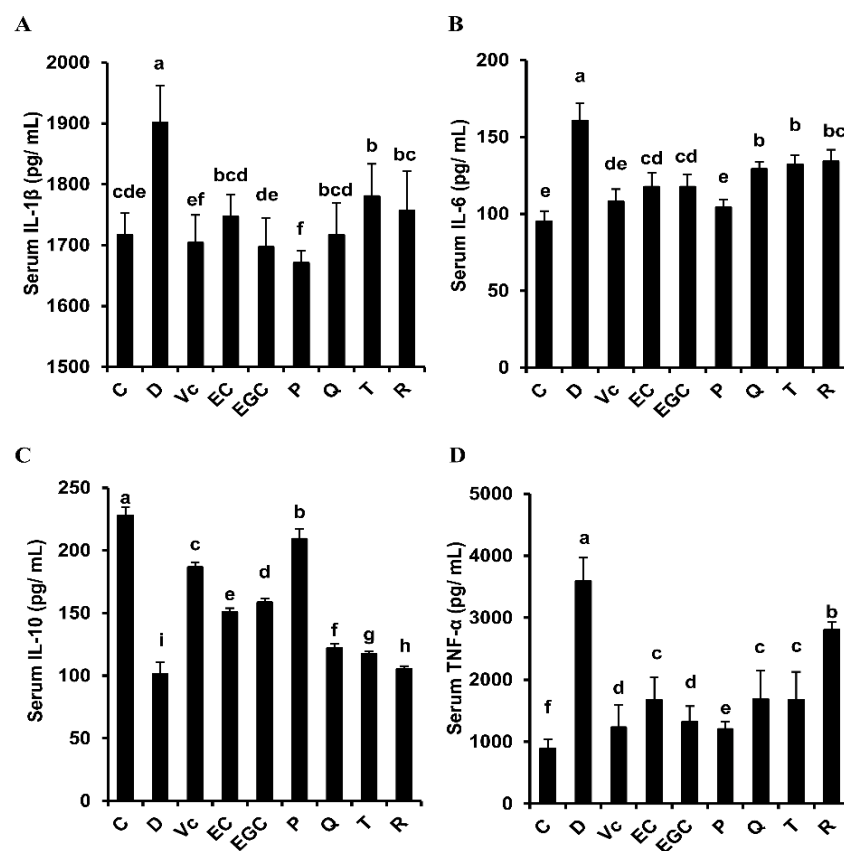 A
Serum IL-1β (pg/ mL)
2000
1900
1800
1700
1600
1500
cde
a
ef
bcd
de
f
bcd
b
bc
C
D
Vc
EC
EGC
P
Q
T
R
B
Serum IL-6 (pg/ mL)
200
150
100
50
0
e
a
de
cd
cd
e
b
b
bc
C
D
Vc
EC
EGC
P
Q
T
R
C
Serum IL-10 (pg/ mL)
250
200
150
100
50
0
a
i
c
e
d
b
f
g
h
C
D
Vc
EC
EGC
P
Q
T
R
D
Serum TNF-α (pg/ mL)
5000
4000
3000
2000
1000
0
f
a
d
c
d
e
c
c
b
C
D
Vc
EC
EGC
P
Q
T
R